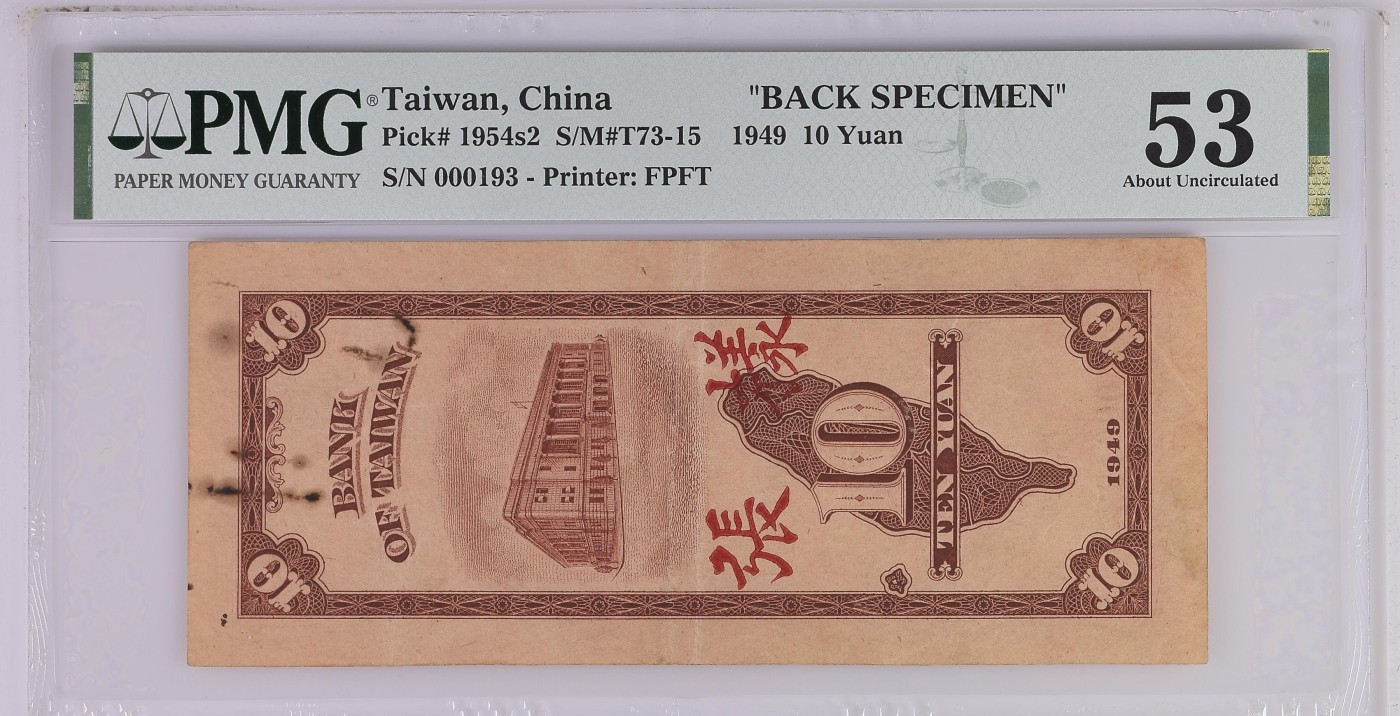 PMG®
PAPER MONEY GUARANTY
Taiwan, China
Pick# 1954s2 S/M#T73-15
S/N 000193 - Printer: FPFT
"BACK SPECIMEN"
1949 10 Yuan
53
About Uncirculated
10
10
10
10
BANK
OF TAIWAN
樣張
10
TEN YUAN
1949